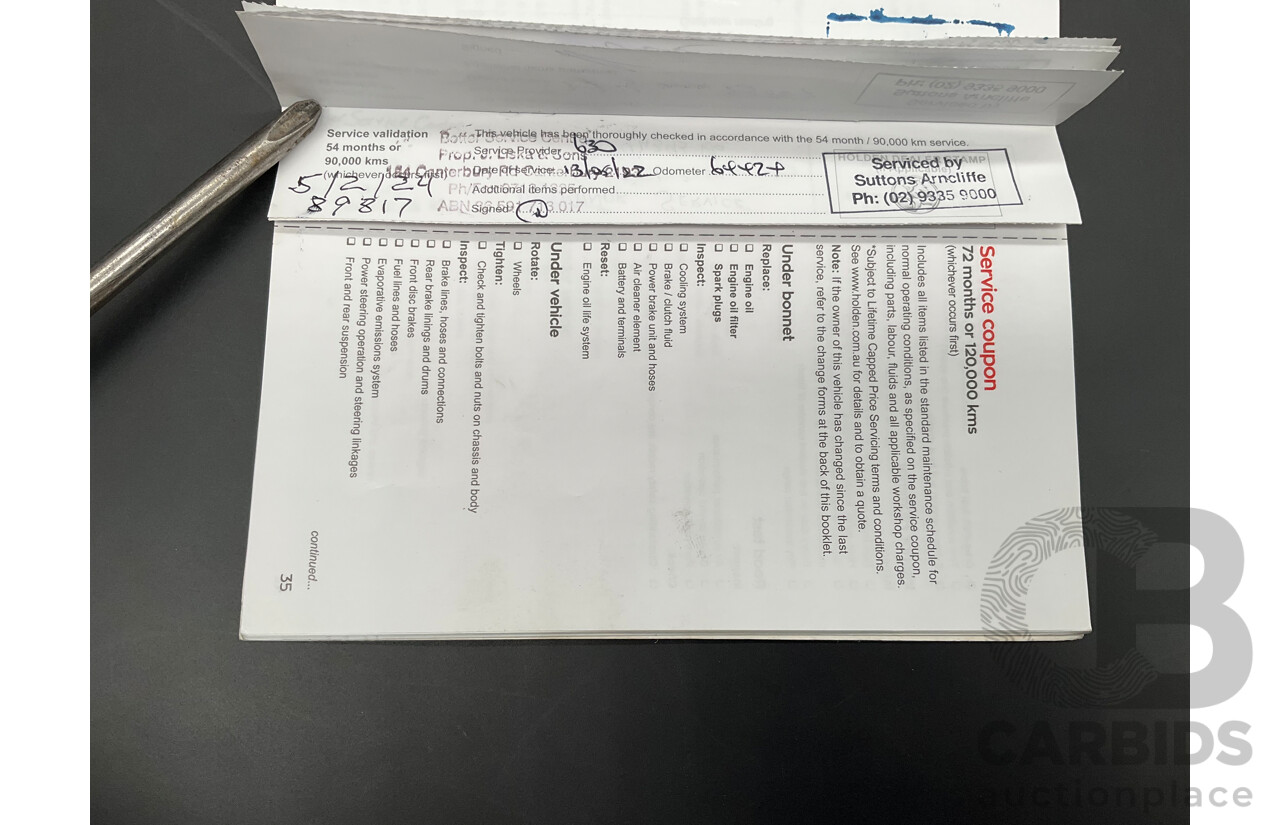 Service validation
54 months or
90,000 kms
(whichever occurs first)
5/2/24
89817
This vehicle has been thoroughly checked in accordance with the 54 month / 90,000 km service.
Service Provider 630
Date of Service Odometer
Additional items performed
Signed
Prop. Sons
Canterbury Rd
ABN
HOLDEN DEALER STAMP
Serviced by
Suttons Arncliffe
Ph: (02) 9335 9000
Service coupon
72 months or 120,000 kms
(whichever occurs first)
Includes all items listed in the standard maintenance schedule for
normal operating conditions, as specified on the service coupon,
including parts, labour, fluids and all applicable workshop charges.
*Subject to Lifetime Capped Price Servicing terms and conditions.
See www.holden.com.au for details and to obtain a quote.
Note: If the owner of this vehicle has changed since the last
service, refer to the change forms at the back of this booklet.
Under bonnet
Replace:
Engine oil
Engine oil filter
Spark plugs
Inspect:
Cooling system
Brake / clutch fluid
Power brake unit and hoses
Air cleaner element
Battery and terminals
Reset:
Engine oil life system
Under vehicle
Rotate:
Wheels
Tighten:
Check and tighten bolts and nuts on chassis and body
Inspect:
Brake lines, hoses and connections
Rear brake linings and drums
Front disc brakes
Fuel lines and hoses
Evaporative emissions system
Power steering operation and steering linkages
Front and rear suspension
continued...
35
CARBIDS
auctionplace